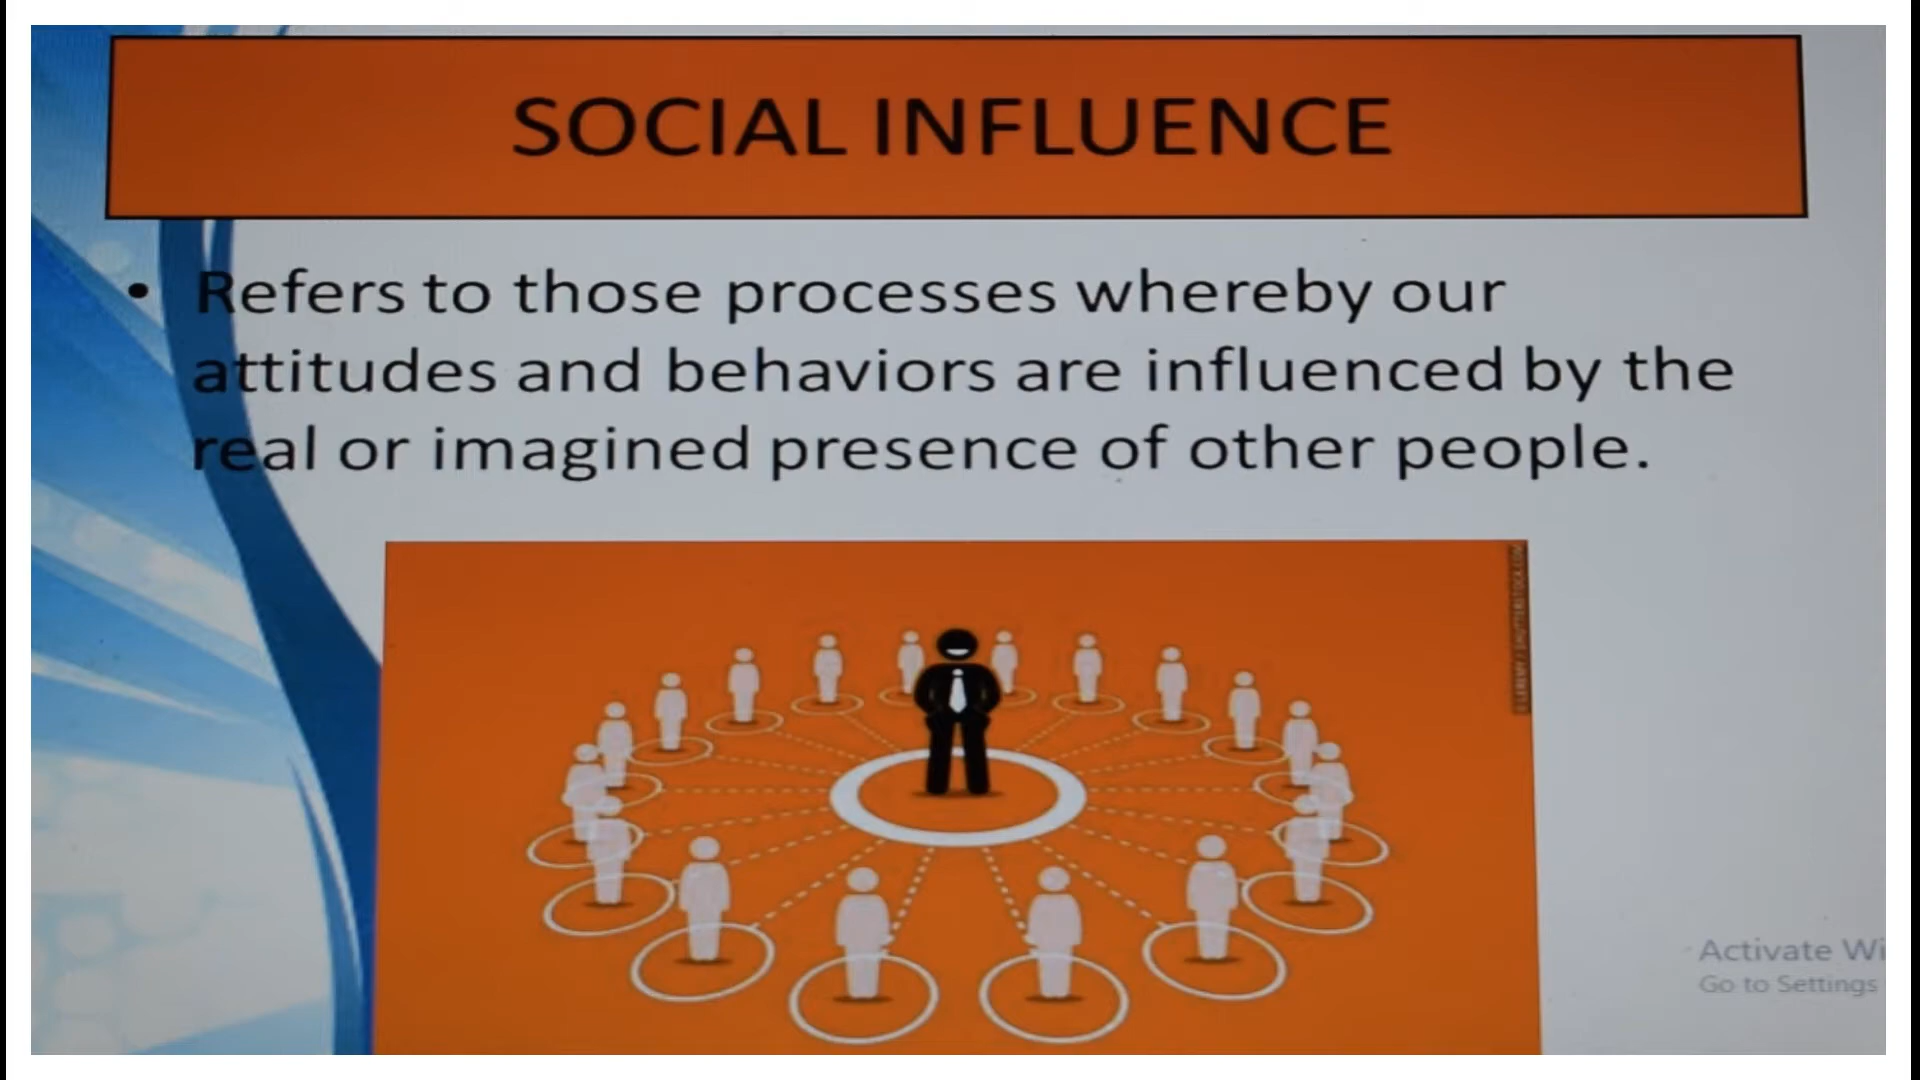 SOCIAL INFLUENCE
• Refers to those processes whereby our
attitudes and behaviors are influenced by the
real or imagined presence of other people.
Activate Wi
Go to Settings